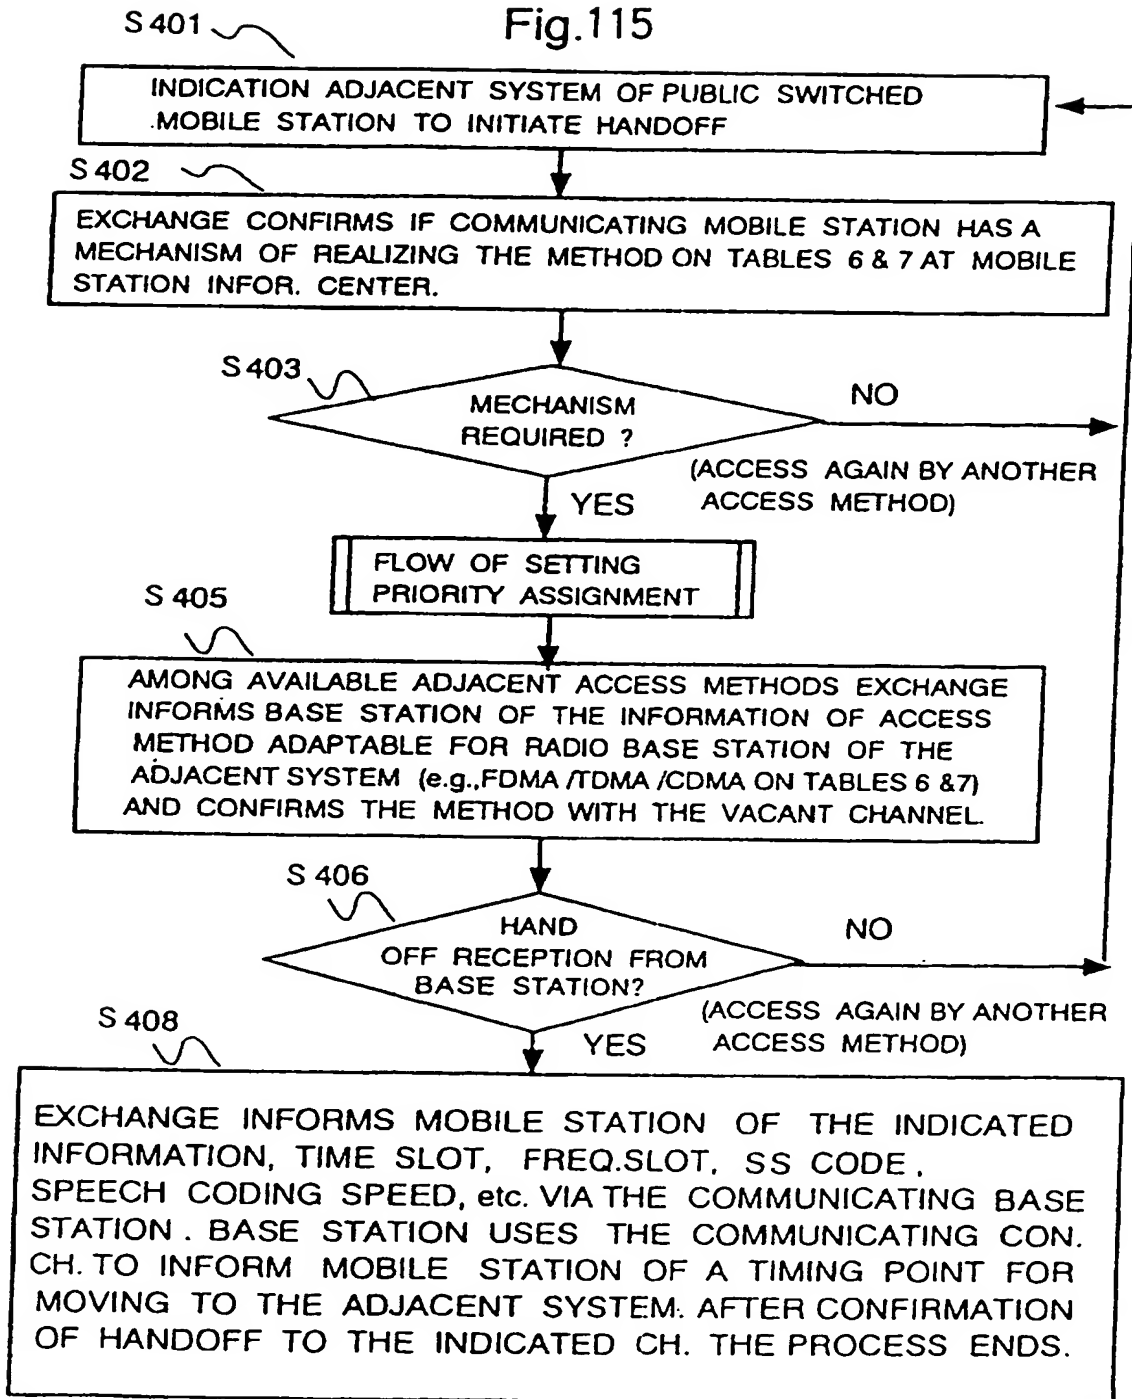 Fig.115
S401
INDICATION ADJACENT SYSTEM OF PUBLIC SWITCHED
MOBILE STATION TO INITIATE HANDOFF
S402
EXCHANGE CONFIRMS IF COMMUNICATING MOBILE STATION HAS A
MECHANISM OF REALIZING THE METHOD ON TABLES 6 & 7 AT MOBILE
STATION INFOR. CENTER.
S403
MECHANISM
REQUIRED ?
NO
(ACCESS AGAIN BY ANOTHER
ACCESS METHOD)
YES
FLOW OF SETTING
PRIORITY ASSIGNMENT
S405
AMONG AVAILABLE ADJACENT ACCESS METHODS EXCHANGE
INFORMS BASE STATION OF THE INFORMATION OF ACCESS
METHOD ADAPTABLE FOR RADIO BASE STATION OF THE
ADJACENT SYSTEM (e.g.,FDMA/TDMA/CDMA ON TABLES 6 &7)
AND CONFIRMS THE METHOD WITH THE VACANT CHANNEL.
S406
HAND
OFF RECEPTION FROM
BASE STATION?
NO
(ACCESS AGAIN BY ANOTHER
ACCESS METHOD)
YES
S408
EXCHANGE INFORMS MOBILE STATION OF THE INDICATED
INFORMATION, TIME SLOT, FREQ.SLOT, SS CODE,
SPEECH CODING SPEED, etc. VIA THE COMMUNICATING BASE
STATION. BASE STATION USES THE COMMUNICATING CON.
CH. TO INFORM MOBILE STATION OF A TIMING POINT FOR
MOVING TO THE ADJACENT SYSTEM. AFTER CONFIRMATION
OF HANDOFF TO THE INDICATED CH. THE PROCESS ENDS.